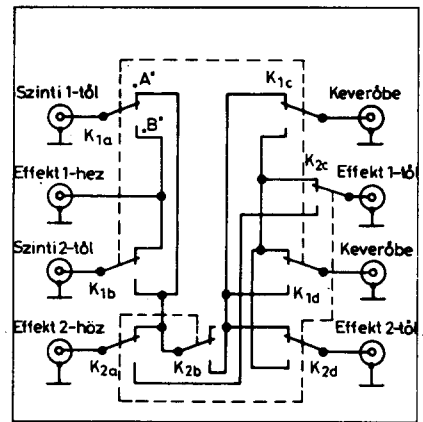 „A"
K1c
Szinti 1-től
Keverőbe
K1a
„B"
K2c
Effekt 1-hez
Effekt 1-től
Szinti 2-től
Keverőbe
K1b
K1d
Effekt 2-höz
Effekt 2-től
K2a
K2b
K2d